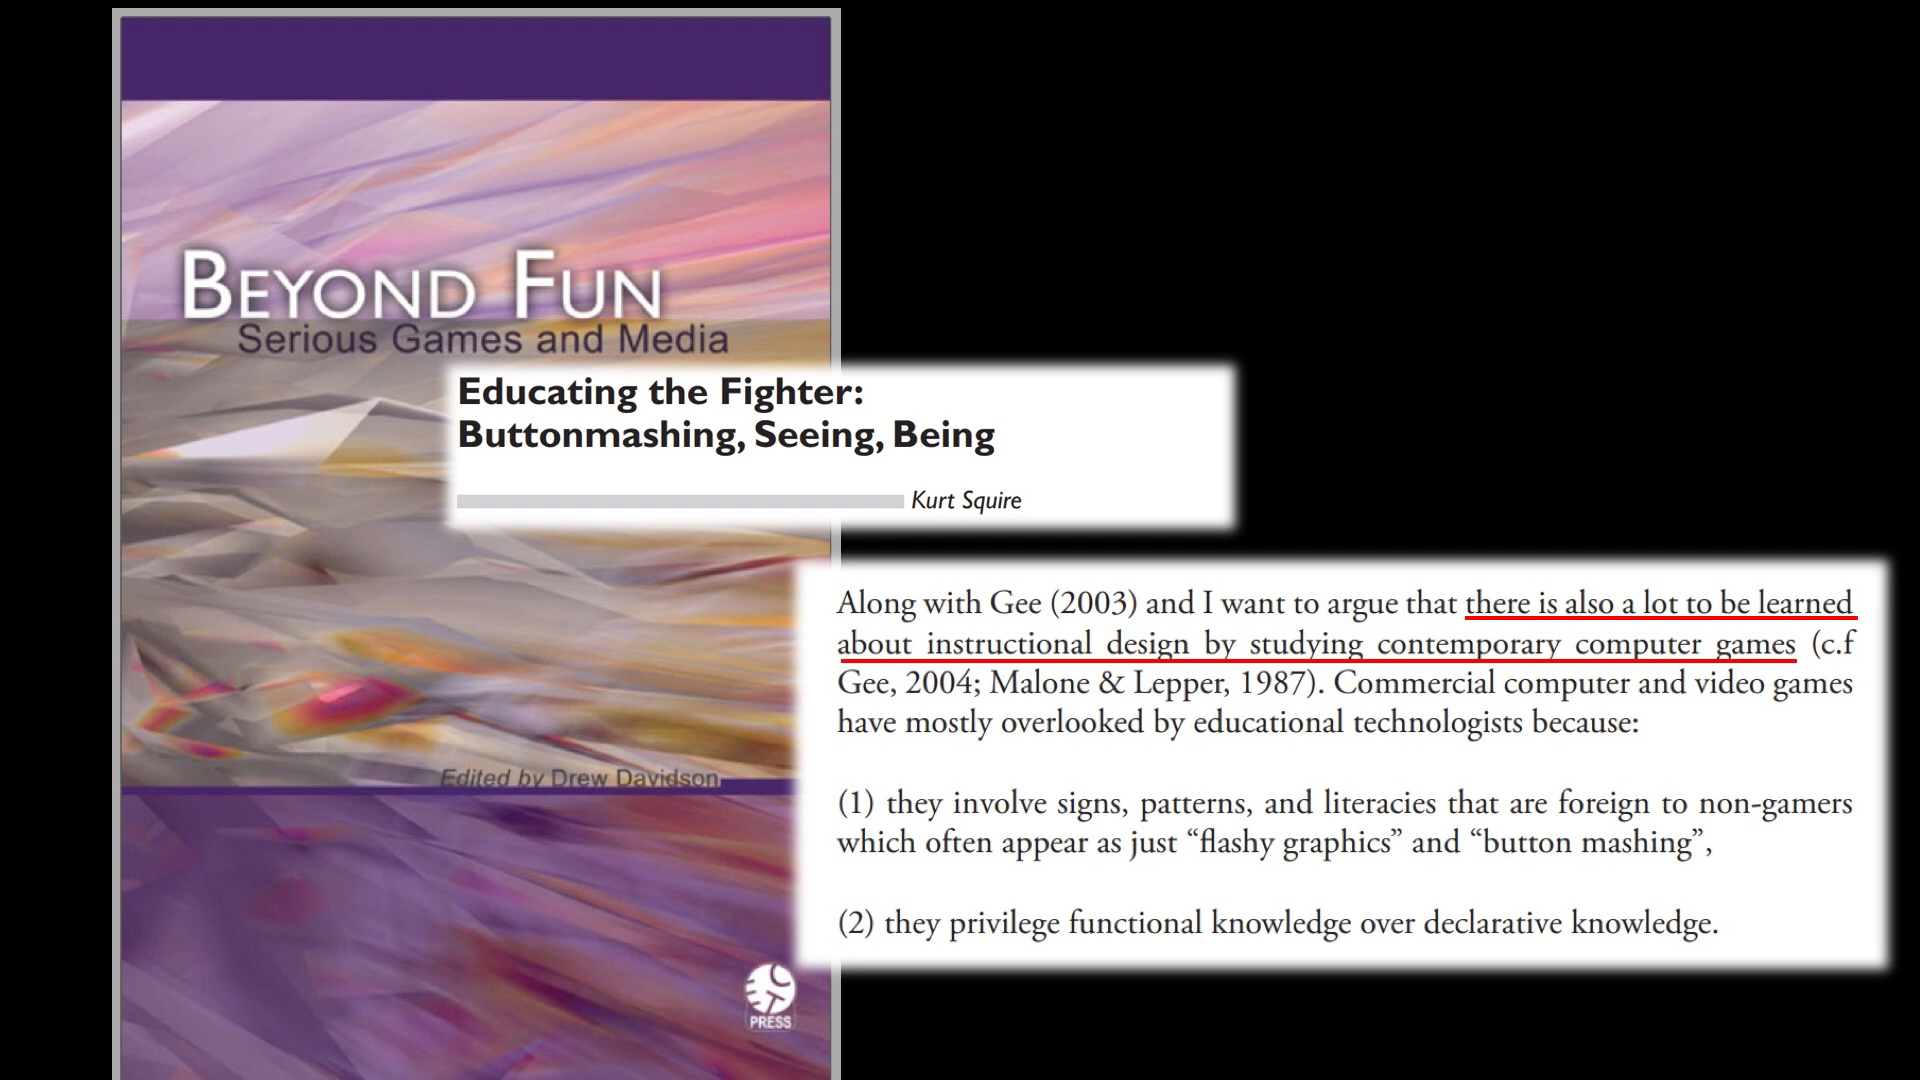 BEYOND FUN
Serious Games and Media
Educating the Fighter:
Buttonmashing, Seeing, Being
Kurt Squire
Along with Gee (2003) and I want to argue that there is also a lot to be learned
about instructional design by studying contemporary computer games (c.f
Gee, 2004; Malone & Lepper, 1987). Commercial computer and video games
have mostly overlooked by educational technologists because:
(1) they involve signs, patterns, and literacies that are foreign to non-gamers
which often appear as just “flashy graphics” and “button mashing”,
(2) they privilege functional knowledge over declarative knowledge.
Edited by Drew Davidson
PRESS